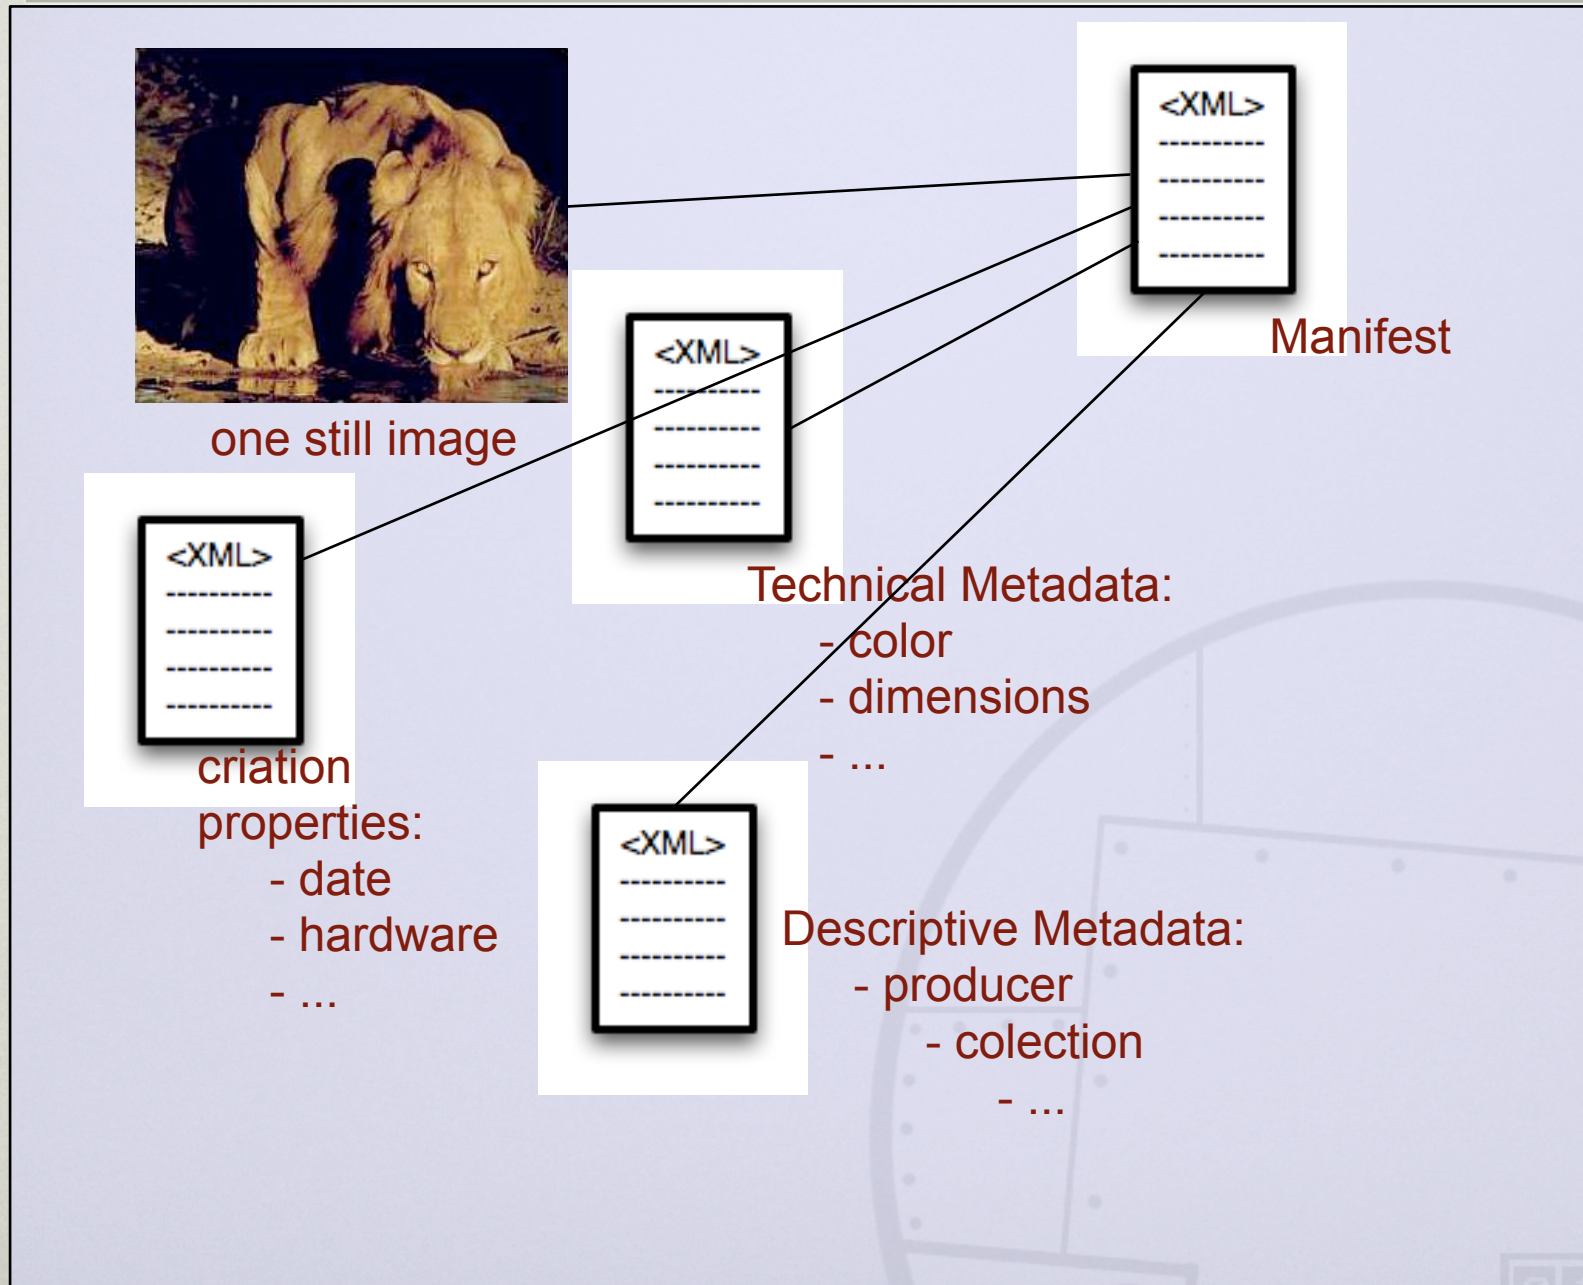 <XML>
----------
----------
----------
----------
Manifest
one still image
<XML>
----------
----------
----------
----------
Technical Metadata:
- color
- dimensions
- ...
<XML>
----------
----------
----------
----------
criation
properties:
- date
- hardware
- ...
<XML>
----------
----------
----------
----------
Descriptive Metadata:
- producer
- colection
- ...